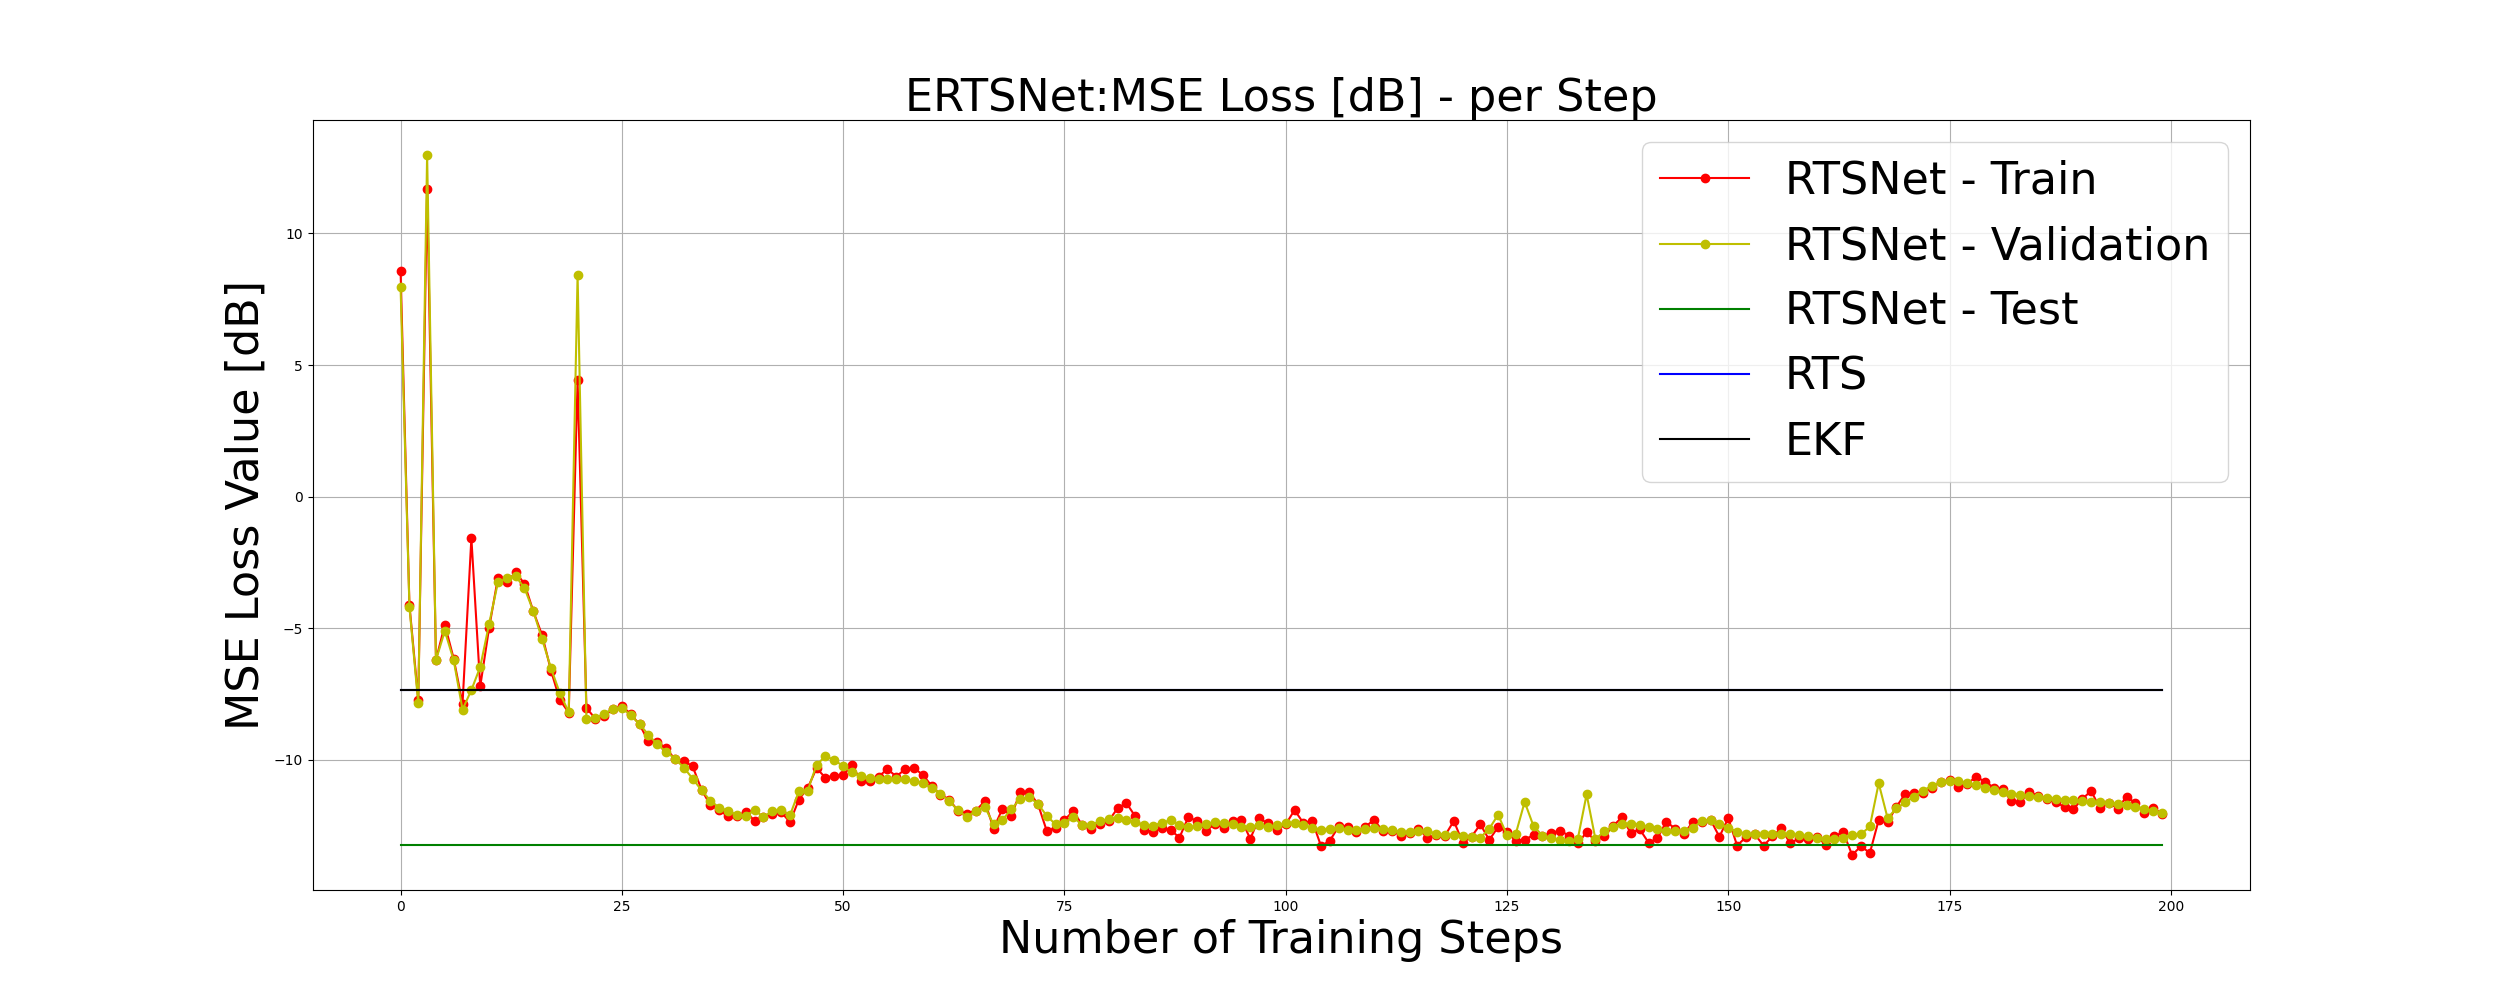 ERTSNet:MSE Loss [dB] - per Step
RTSNet - Train
RTSNet - Validation
RTSNet - Test
RTS
EKF
MSE Loss Value [dB]
10
5
0
−5
−10
0 25 50 75 100 125 150 175 200
Number of Training Steps